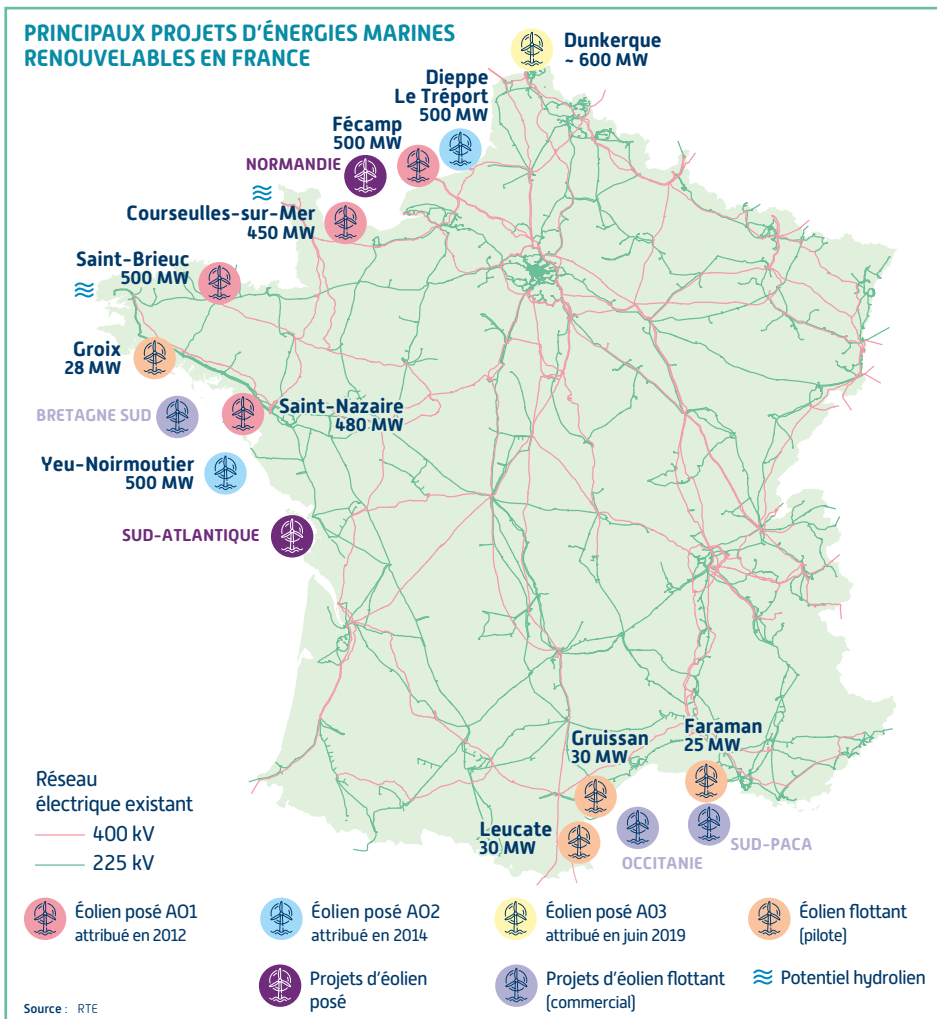 PRINCIPAUX PROJETS D'ÉNERGIES MARINES
RENOUVELABLES EN FRANCE
Dunkerque
~ 600 MW
Dieppe
Le Tréport
500 MW
Fécamp
500 MW
NORMANDIE
Courseulles-sur-Mer
450 MW
Saint-Brieuc
500 MW
Groix
28 MW
BRETAGNE SUD
Saint-Nazaire
480 MW
Yeu-Noirmoutier
500 MW
SUD-ATLANTIQUE
Faraman
25 MW
Gruissan
30 MW
Leucate
30 MW
OCCITANIE
SUD-PACA
Réseau
électrique existant
400 kV
225 kV
Éolien posé AO1
attribué en 2012
Éolien posé AO2
attribué en 2014
Éolien posé AO3
attribué en juin 2019
Éolien flottant
(pilote)
Projets d'éolien
posé
Projets d'éolien flottant
(commercial)
Potentiel hydrolien
Source : RTE